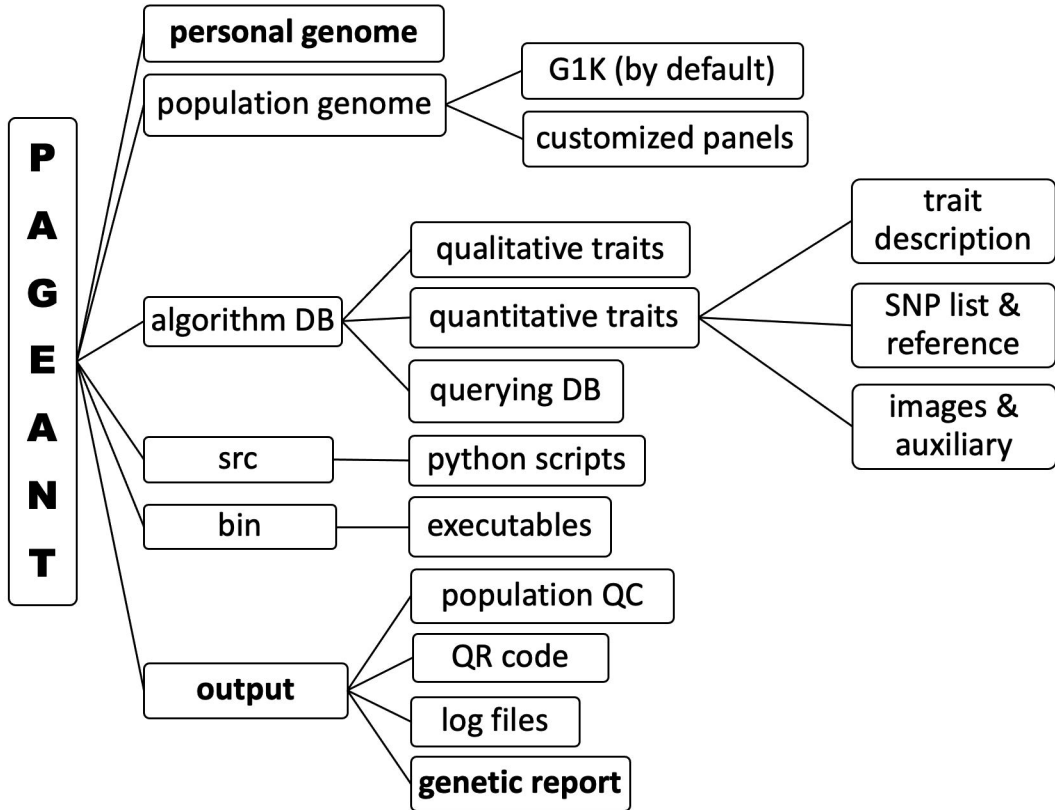 PAGEANT
personal genome
population genome
G1K (by default)
customized panels
algorithm DB
qualitative traits
quantitative traits
querying DB
trait
description
SNP list &
reference
images &
auxiliary
src
python scripts
bin
executables
output
population QC
QR code
log files
genetic report